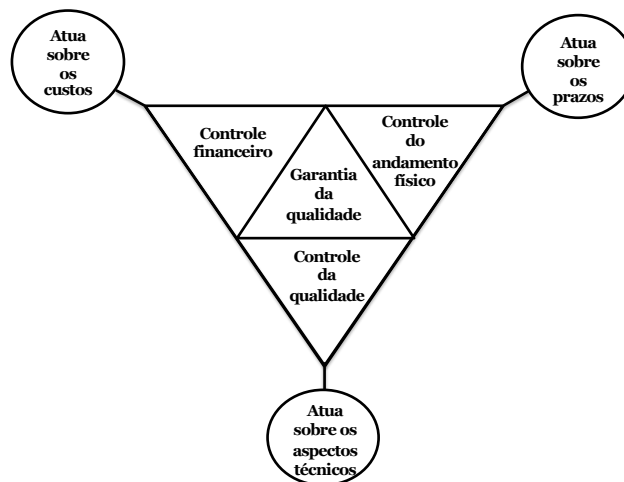 Atua
sobre
os
custos
Atua
sobre
os
prazos
Controle
financeiro
Controle
do
andamento
físico
Garantia
da
qualidade
Controle
da
qualidade
Atua
sobre os
aspectos
técnicos